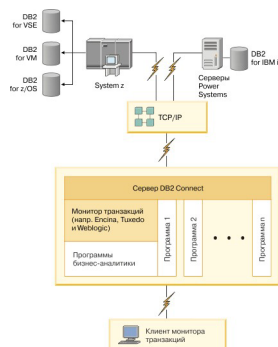 DB2
for VSE
DB2
for VM
DB2
for z/OS
System z
Серверы
Power
Systems
DB2
for IBM i
TCP/IP
Сервер DB2 Connect
Монитор транзакций
(напр. Encina, Tuxedo
и Weblogic)
Программы
бизнес-аналитики
Программа 1
Программа 2
Программа n
Клиент монитора
транзакций